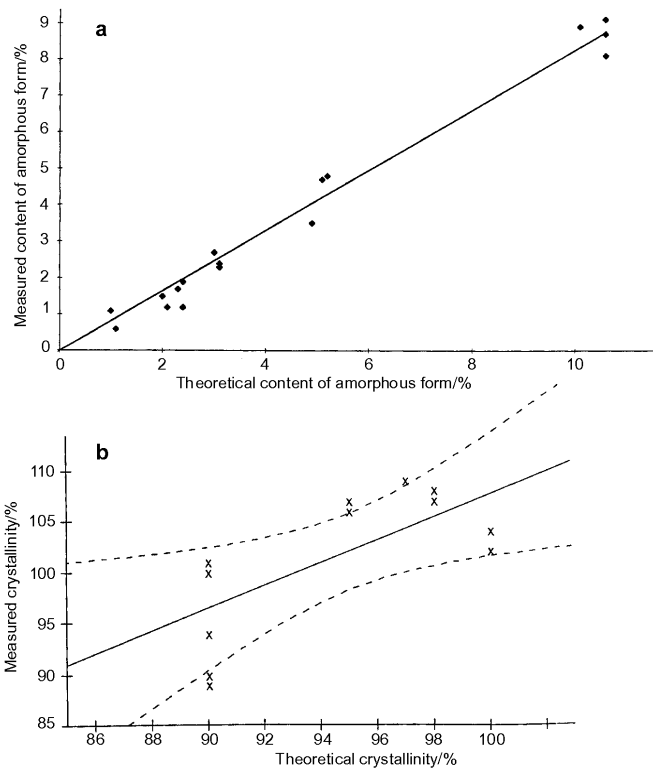 a
9
8
7
6
5
4
3
2
1
0
Measured content of amorphous form/%
0 2 4 6 8 10
Theoretical content of amorphous form/%
b
110
105
100
95
90
85
Measured crystallinity/%
86 88 90 92 94 96 98 100
Theoretical crystallinity/%